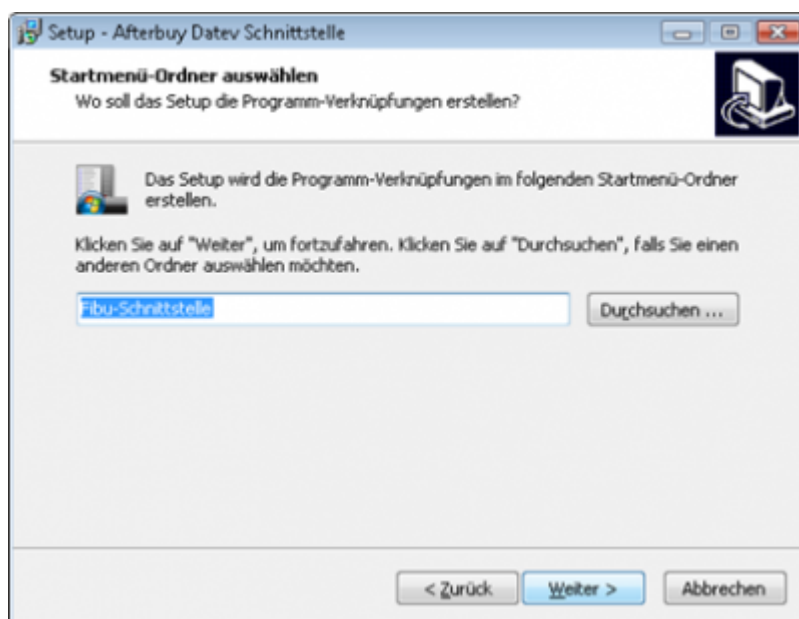 Setup - Afterbuy Datev Schnittstelle
Startmenü-Ordner auswählen
Wo soll das Setup die Programm-Verknüpfungen erstellen?
Das Setup wird die Programm-Verknüpfungen im folgenden Startmenü-Ordner
erstellen.
Klicken Sie auf "Weiter", um fortzufahren. Klicken Sie auf "Durchsuchen", falls Sie einen
anderen Ordner auswählen möchten.
Fibu-Schnittstelle
Durchsuchen ...
< Zurück
Weiter >
Abbrechen